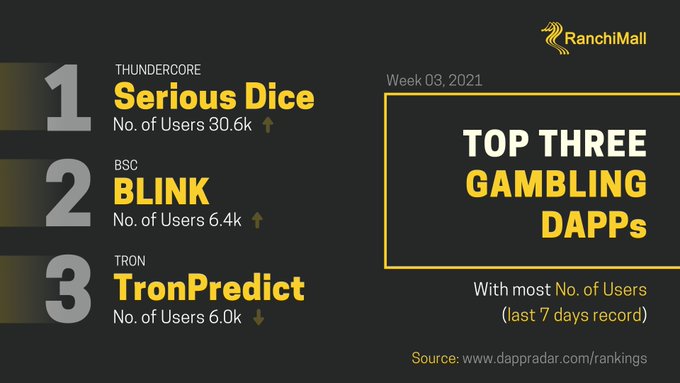 RanchiMall
Week 03, 2021
TOP THREE
GAMBLING
DAPPs
With most No. of Users
(last 7 days record)
1
THUNDERCORE
Serious Dice
No. of Users 30.6k
2
BSC
BLINK
No. of Users 6.4k
3
TRON
TronPredict
No. of Users 6.0k
Source: www.dappradar.com/rankings